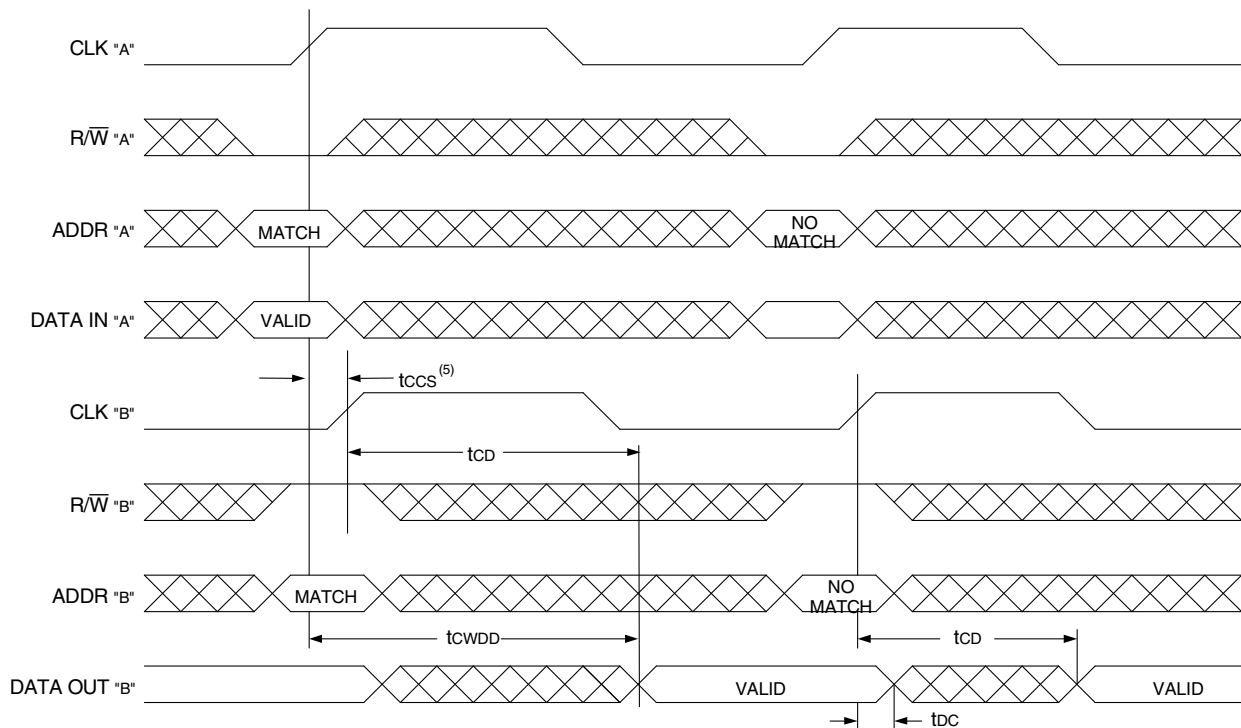 CLK "A"
R/W̅ "A"
ADDR "A"
MATCH
NO
MATCH
DATA IN "A"
VALID
tCCS (5)
CLK "B"
tCD
R/W̅ "B"
ADDR "B"
MATCH
NO
MATCH
tCWDD
tCD
DATA OUT "B"
VALID
VALID
tDC